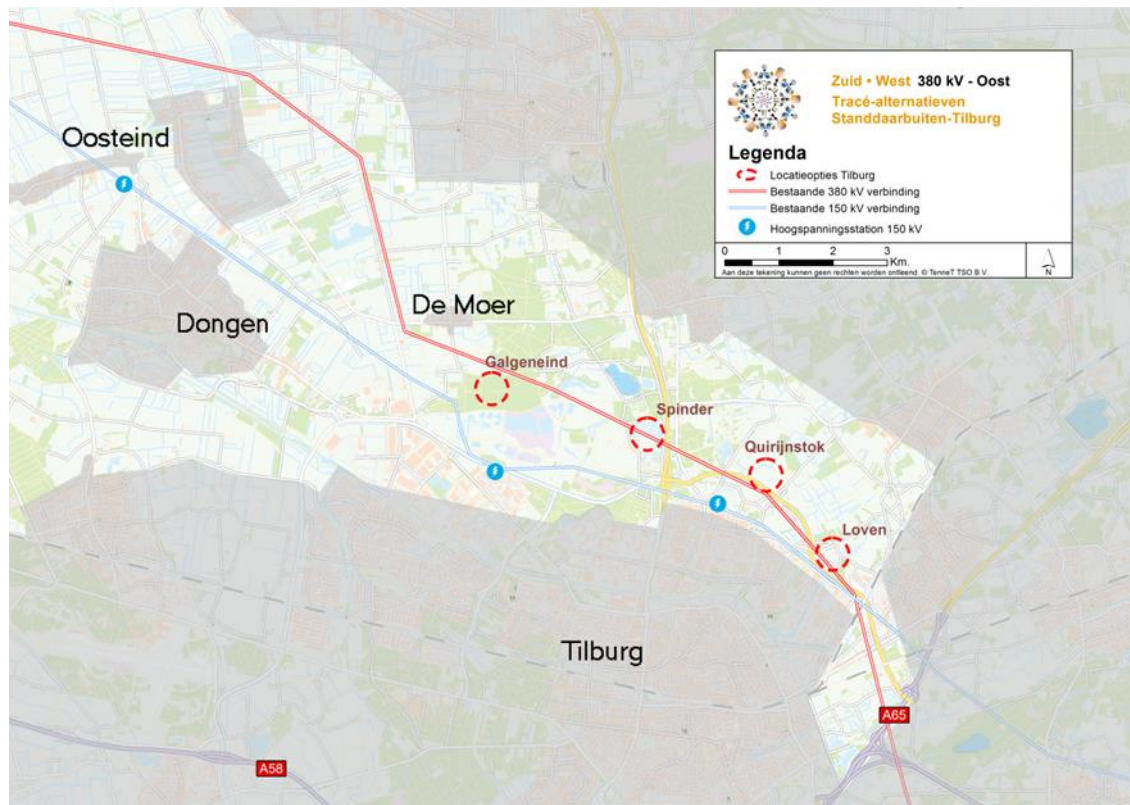 Zuid • West 380 kV - Oost
Tracé-alternatieven
Standdaarbuiten-Tilburg
Legenda
Locatieopties Tilburg
Bestaande 380 kV verbinding
Bestaande 150 kV verbinding
Hoogspanningsstation 150 kV
0 1 2 3
Km.
Aan deze tekening kunnen geen rechten worden ontleend. © TenneT TSO B.V.
N
Oosteind
Dongen
De Moer
Galgeneind
Spinder
Quirijnstok
Loven
Tilburg
A65
A58